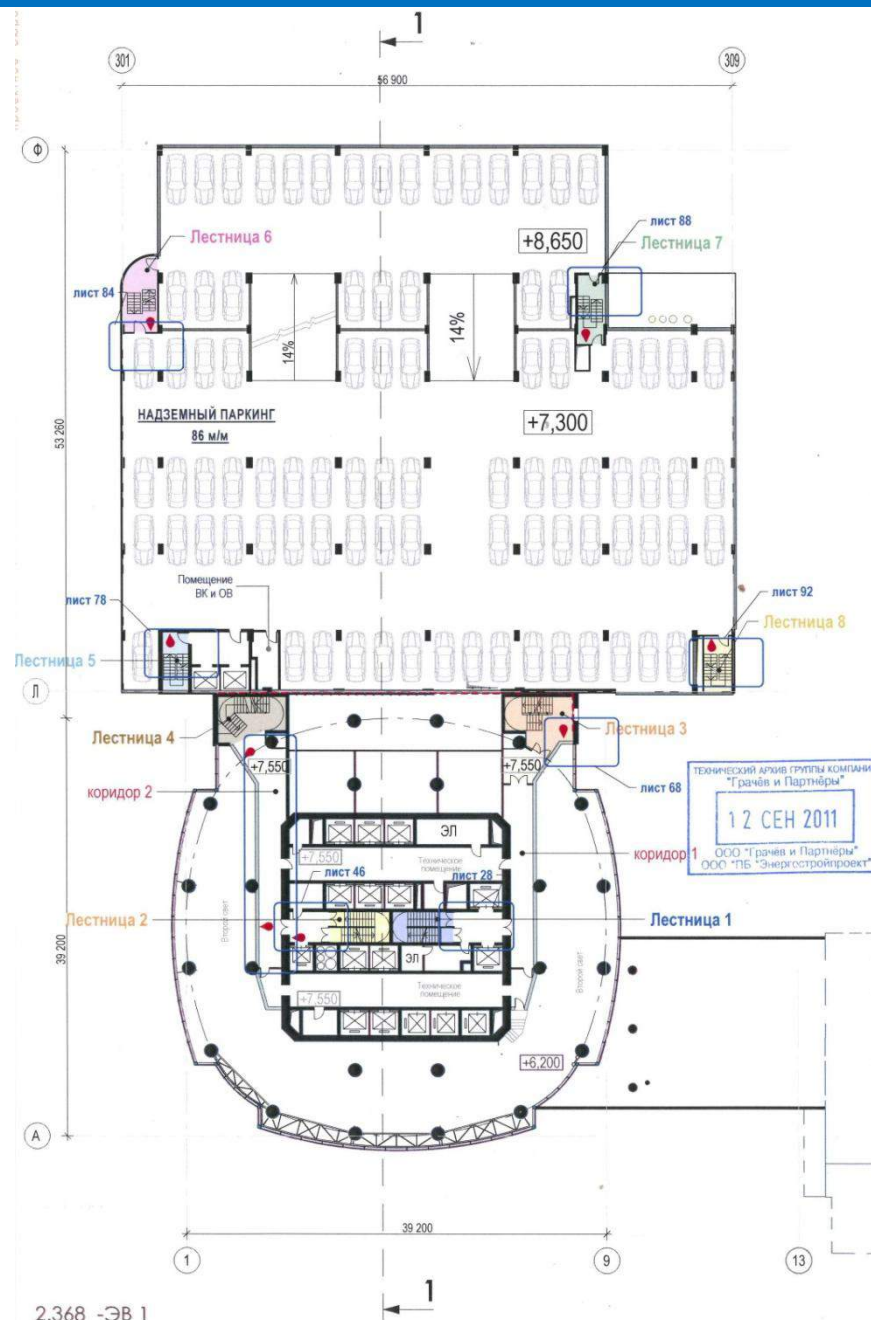 1
301
309
56 900
Ф
лист 88
Лестница 6
+8,650
Лестница 7
лист 84
14%
14%
НАДЗЕМНЫЙ ПАРКИНГ
86 м/м
+7,300
53 260
Помещение
ВК и ОВ
лист 78
лист 92
Лестница 8
Лестница 5
Л
Лестница 4
Лестница 3
+7,550
+7,550
лист 68
коридор 2
ТЕХНИЧЕСКИЙ АРХИВ ГРУППЫ КОМПАНИ
"Грачёв и Партнёры"
12 СЕН 2011
ООО "Грачёв и Партнёры"
ООО "ПБ "Энергостройпроект"
ЭЛ
коридор 1
+7,550
Техническое
помещение
лист 46
лист 28
Лестница 2
Лестница 1
Второй свет
39 200
ЭЛ
Второй свет
Техническое
помещение
+7,550
+6,200
А
39 200
1
9
13
1
2.368 -ЭВ 1